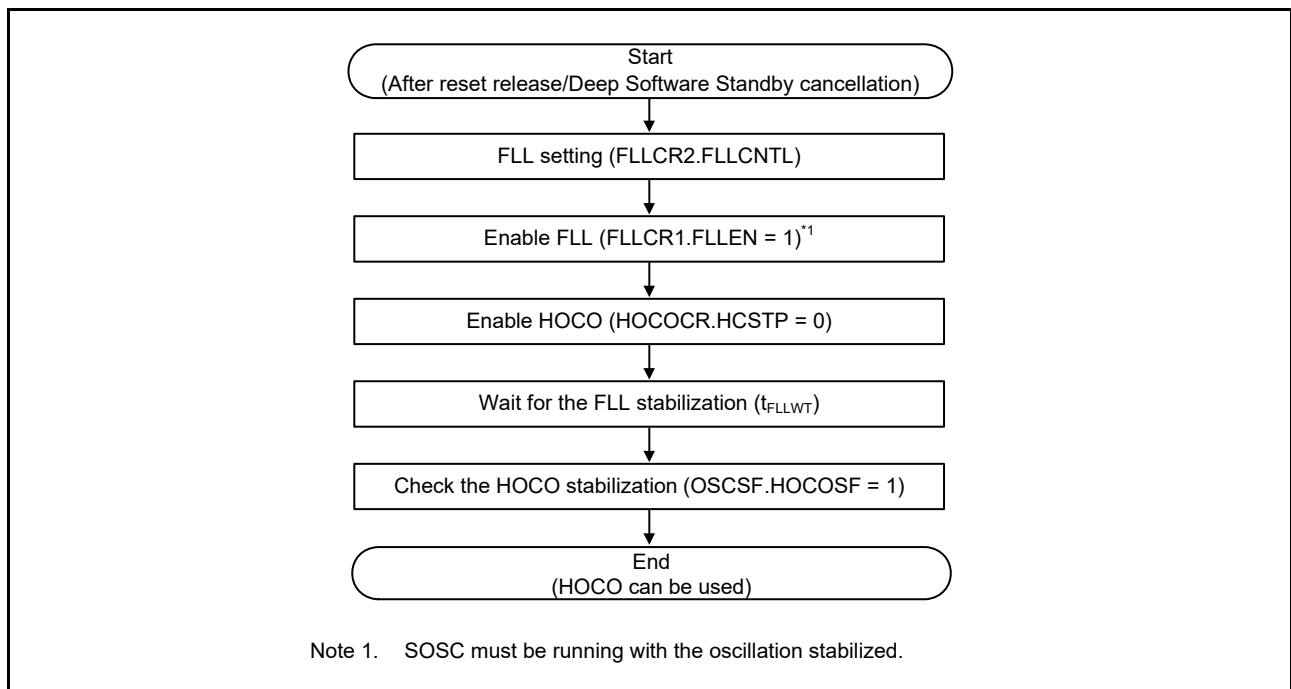 Start
(After reset release/Deep Software Standby cancellation)
FLL setting (FLLCR2.FLLCNTL)
Enable FLL (FLLCR1.FLLEN = 1)*1
Enable HOCO (HOCOCR.HCSTP = 0)
Wait for the FLL stabilization (tFLLWT)
Check the HOCO stabilization (OSCSF.HOCOSF = 1)
End
(HOCO can be used)
Note 1. SOSC must be running with the oscillation stabilized.